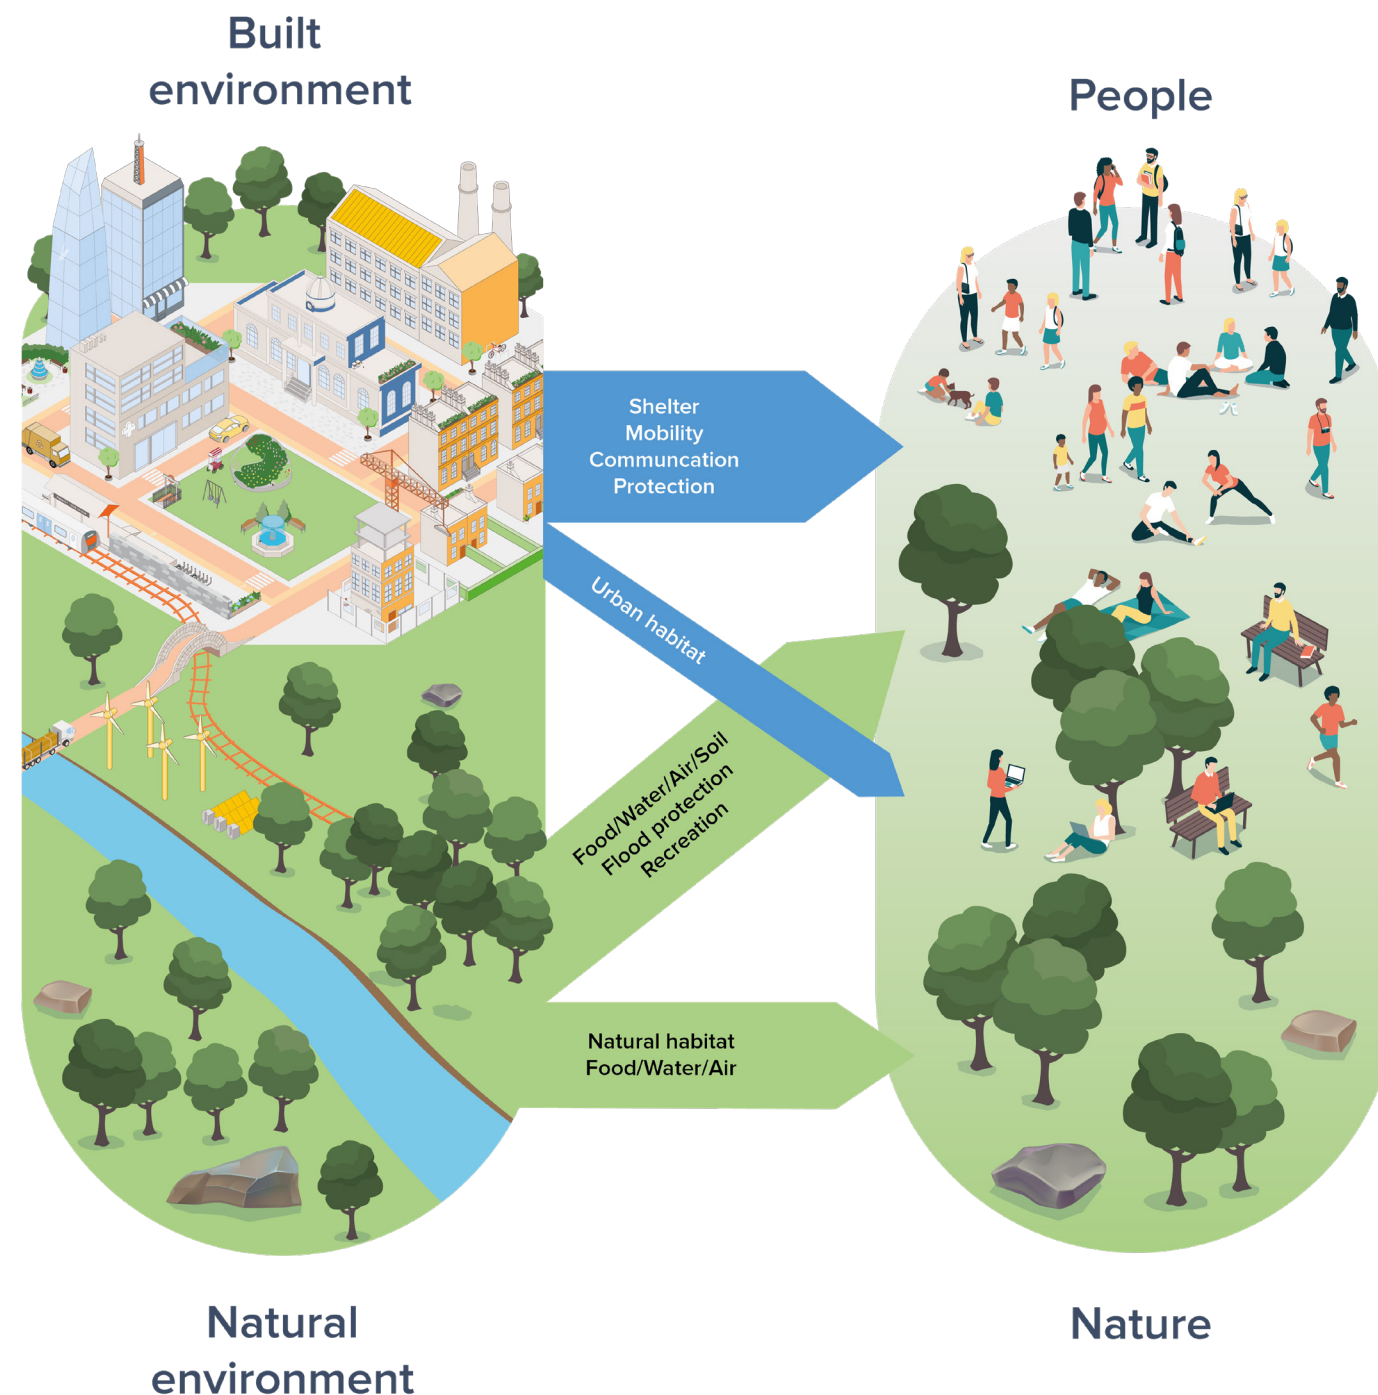 Built
environment
People
Shelter
Mobility
Communcation
Protection
Urban habitat
Food/Water/Air/Soil
Flood protection
Recreation
Natural habitat
Food/Water/Air
Natural
environment
Nature